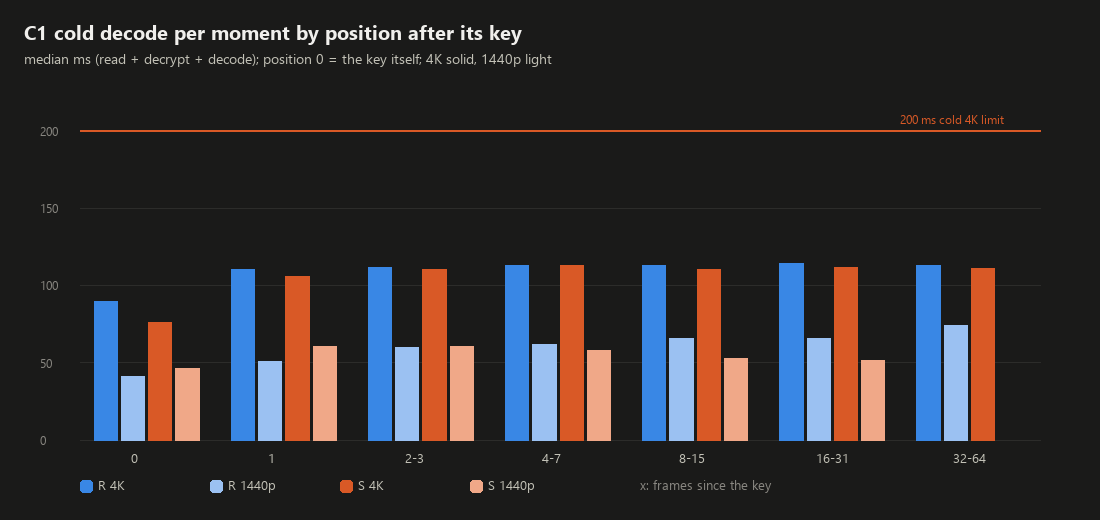 C1 cold decode per moment by position after its key
median ms (read + decrypt + decode); position 0 = the key itself; 4K solid, 1440p light
200 ms cold 4K limit
200
150
100
50
0
0 1 2-3 4-7 8-15 16-31 32-64
R 4K R 1440p S 4K S 1440p x: frames since the key